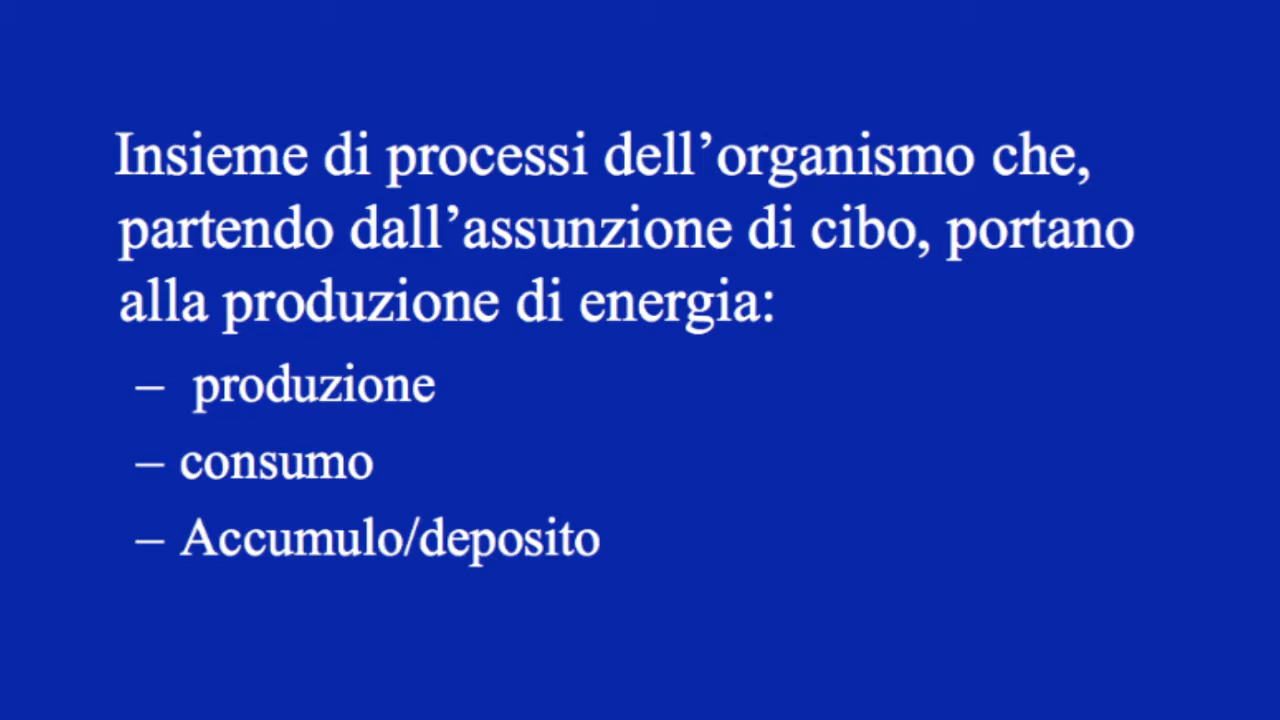 Insieme di processi dell’organismo che,
partendo dall’assunzione di cibo, portano
alla produzione di energia:
– produzione
– consumo
– Accumulo/deposito